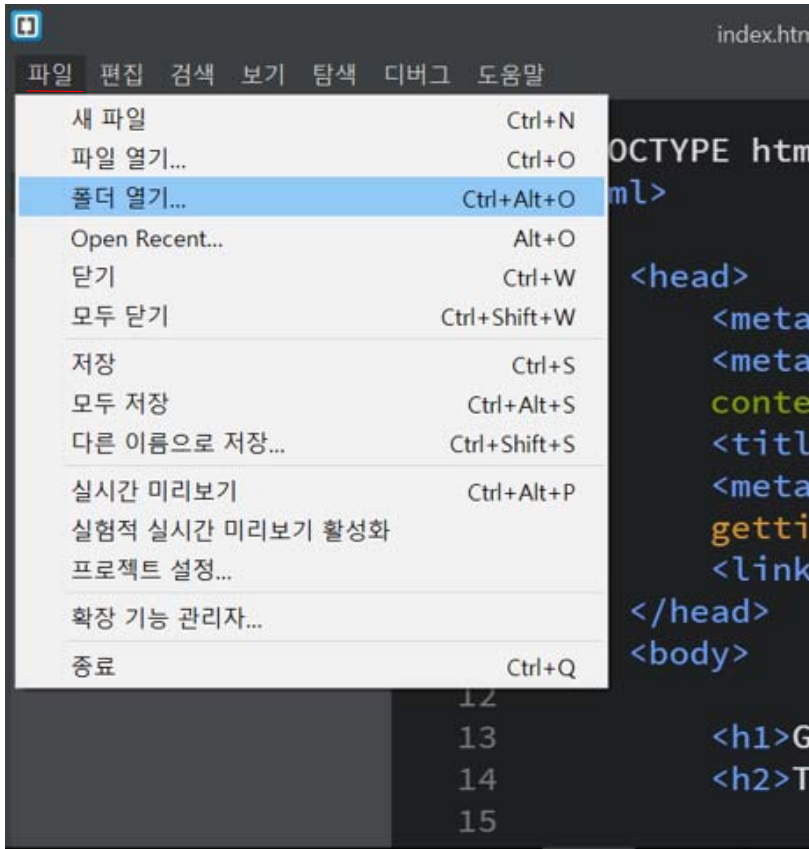 index.htm
파일 편집 검색 보기 탐색 디버그 도움말
새 파일 Ctrl+N
파일 열기... Ctrl+O
폴더 열기... Ctrl+Alt+O
Open Recent... Alt+O
닫기 Ctrl+W
모두 닫기 Ctrl+Shift+W
저장 Ctrl+S
모두 저장 Ctrl+Alt+S
다른 이름으로 저장... Ctrl+Shift+S
실시간 미리보기 Ctrl+Alt+P
실험적 실시간 미리보기 활성화
프로젝트 설정...
확장 기능 관리자...
종료 Ctrl+Q
OCTYPE htm
ml>
<head>
<meta
<meta
conte
<titl
<meta
getti
<link
</head>
<body>
12
13 <h1>G
14 <h2>T
15